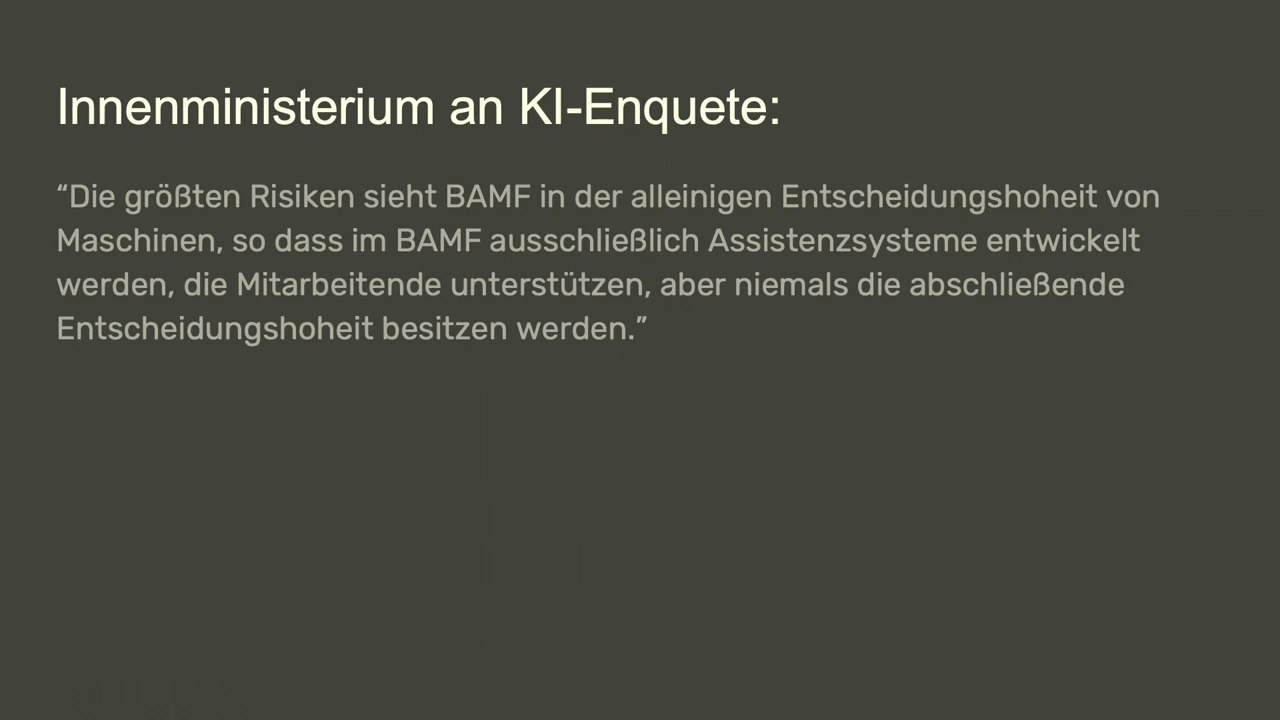 Innenministerium an KI-Enquete:
“Die größten Risiken sieht BAMF in der alleinigen Entscheidungshoheit von
Maschinen, so dass im BAMF ausschließlich Assistenzsysteme entwickelt
werden, die Mitarbeitende unterstützen, aber niemals die abschließende
Entscheidungshoheit besitzen werden.”